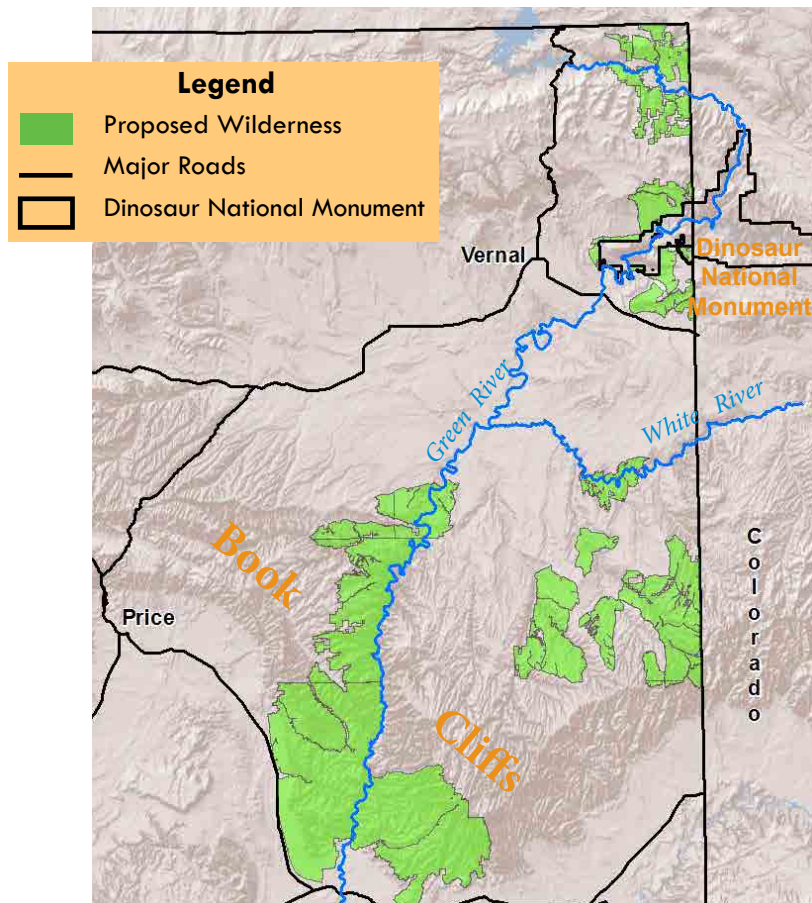 Legend
Proposed Wilderness
Major Roads
Dinosaur National Monument
Vernal
Dinosaur
National
Monument
Green River
White River
Book
Cliffs
Price
Colorado